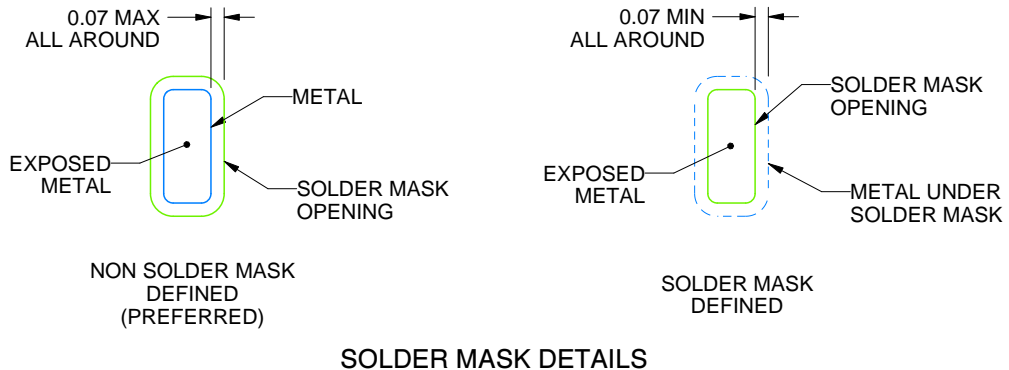 0.07 MAX
ALL AROUND
METAL
EXPOSED
METAL
SOLDER MASK
OPENING
NON SOLDER MASK
DEFINED
(PREFERRED)
0.07 MIN
ALL AROUND
SOLDER MASK
OPENING
EXPOSED
METAL
METAL UNDER
SOLDER MASK
SOLDER MASK
DEFINED
SOLDER MASK DETAILS